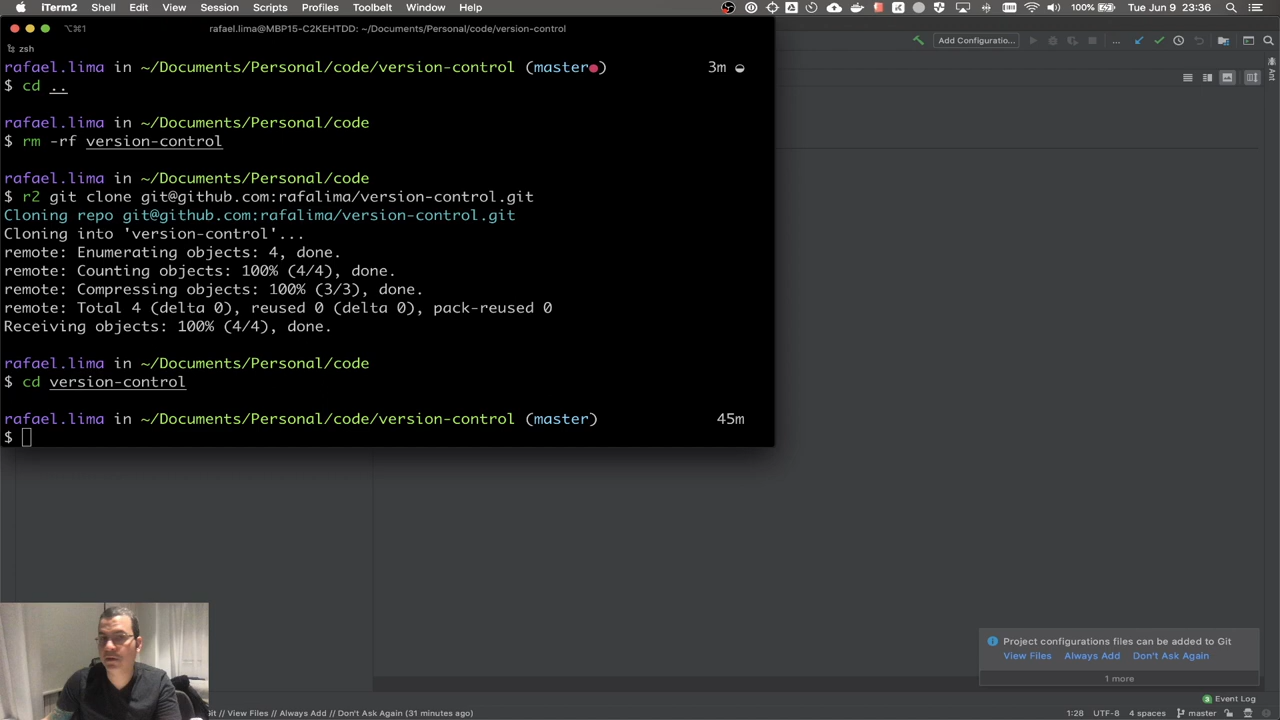 iTerm2 Shell Edit View Session Scripts Profiles Toolbelt Window Help
100% Tue Jun 9 23:36
⌥⌘1 rafael.lima@MBP15-C2KEHTDD: ~/Documents/Personal/code/version-control
zsh
Add Configuratio...
Ant
rafael.lima in ~/Documents/Personal/code/version-control (master●) 3m
$ cd ..
rafael.lima in ~/Documents/Personal/code
$ rm -rf version-control
rafael.lima in ~/Documents/Personal/code
$ r2 git clone git@github.com:rafalima/version-control.git
Cloning repo git@github.com:rafalima/version-control.git
Cloning into 'version-control'...
remote: Enumerating objects: 4, done.
remote: Counting objects: 100% (4/4), done.
remote: Compressing objects: 100% (3/3), done.
remote: Total 4 (delta 0), reused 0 (delta 0), pack-reused 0
Receiving objects: 100% (4/4), done.
rafael.lima in ~/Documents/Personal/code
$ cd version-control
rafael.lima in ~/Documents/Personal/code/version-control (master) 45m
$
Project configurations files can be added to Git
View Files Always Add Don't Ask Again
1 more
3 Event Log
Git // View Files // Always Add // Don't Ask Again (31 minutes ago) 1:28 UTF-8 4 spaces master